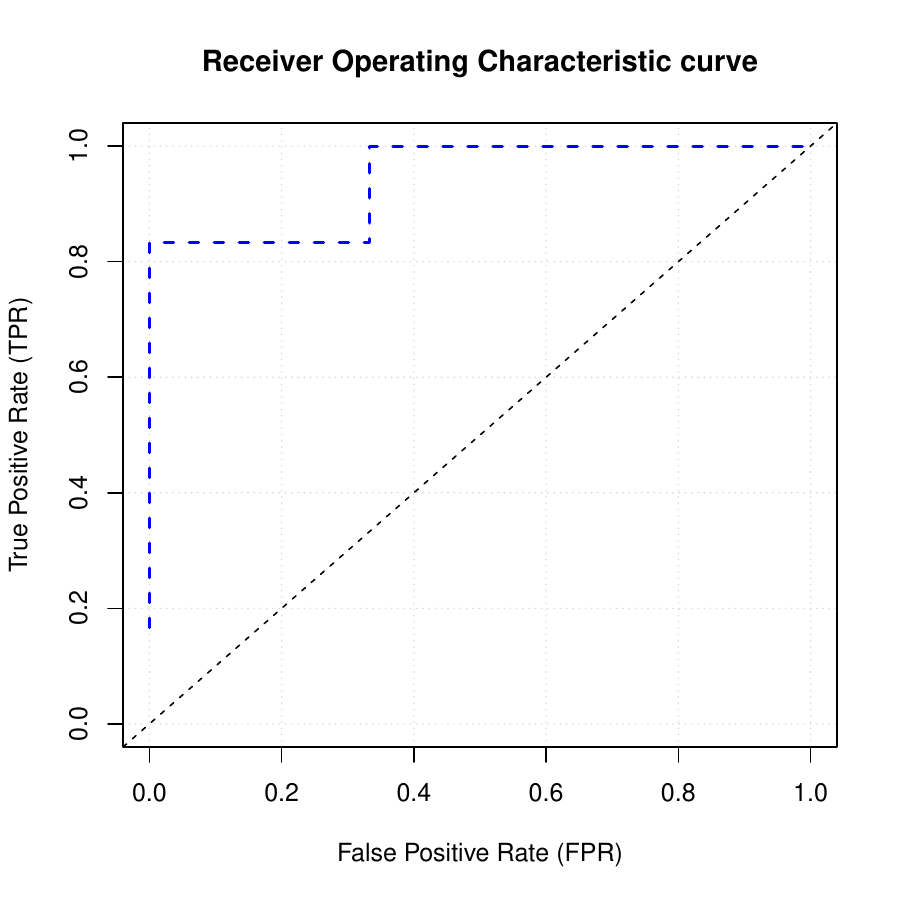 Receiver Operating Characteristic curve
True Positive Rate (TPR)
1.0
0.8
0.6
0.4
0.2
0.0
0.0 0.2 0.4 0.6 0.8 1.0
False Positive Rate (FPR)